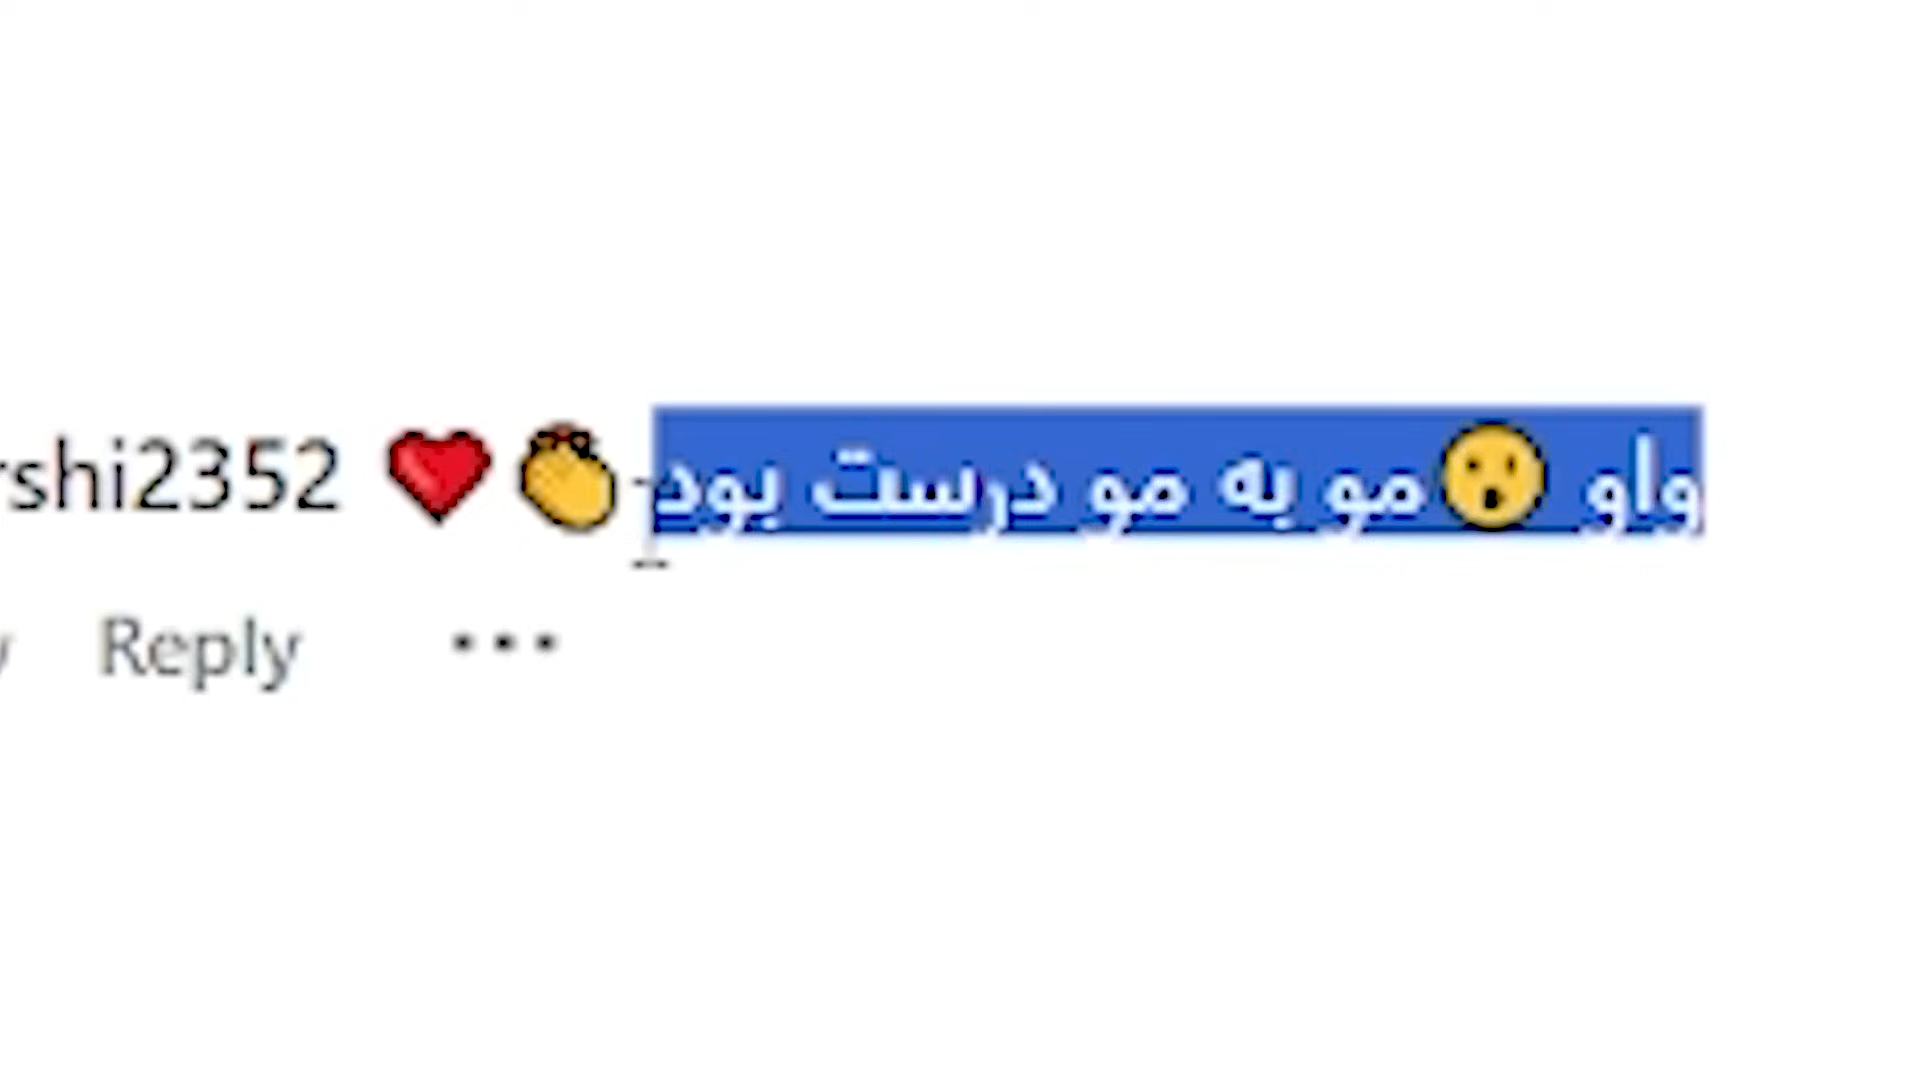 rshi2352 ❤️👏 واو 😮مو به مو درست بود
Reply ...